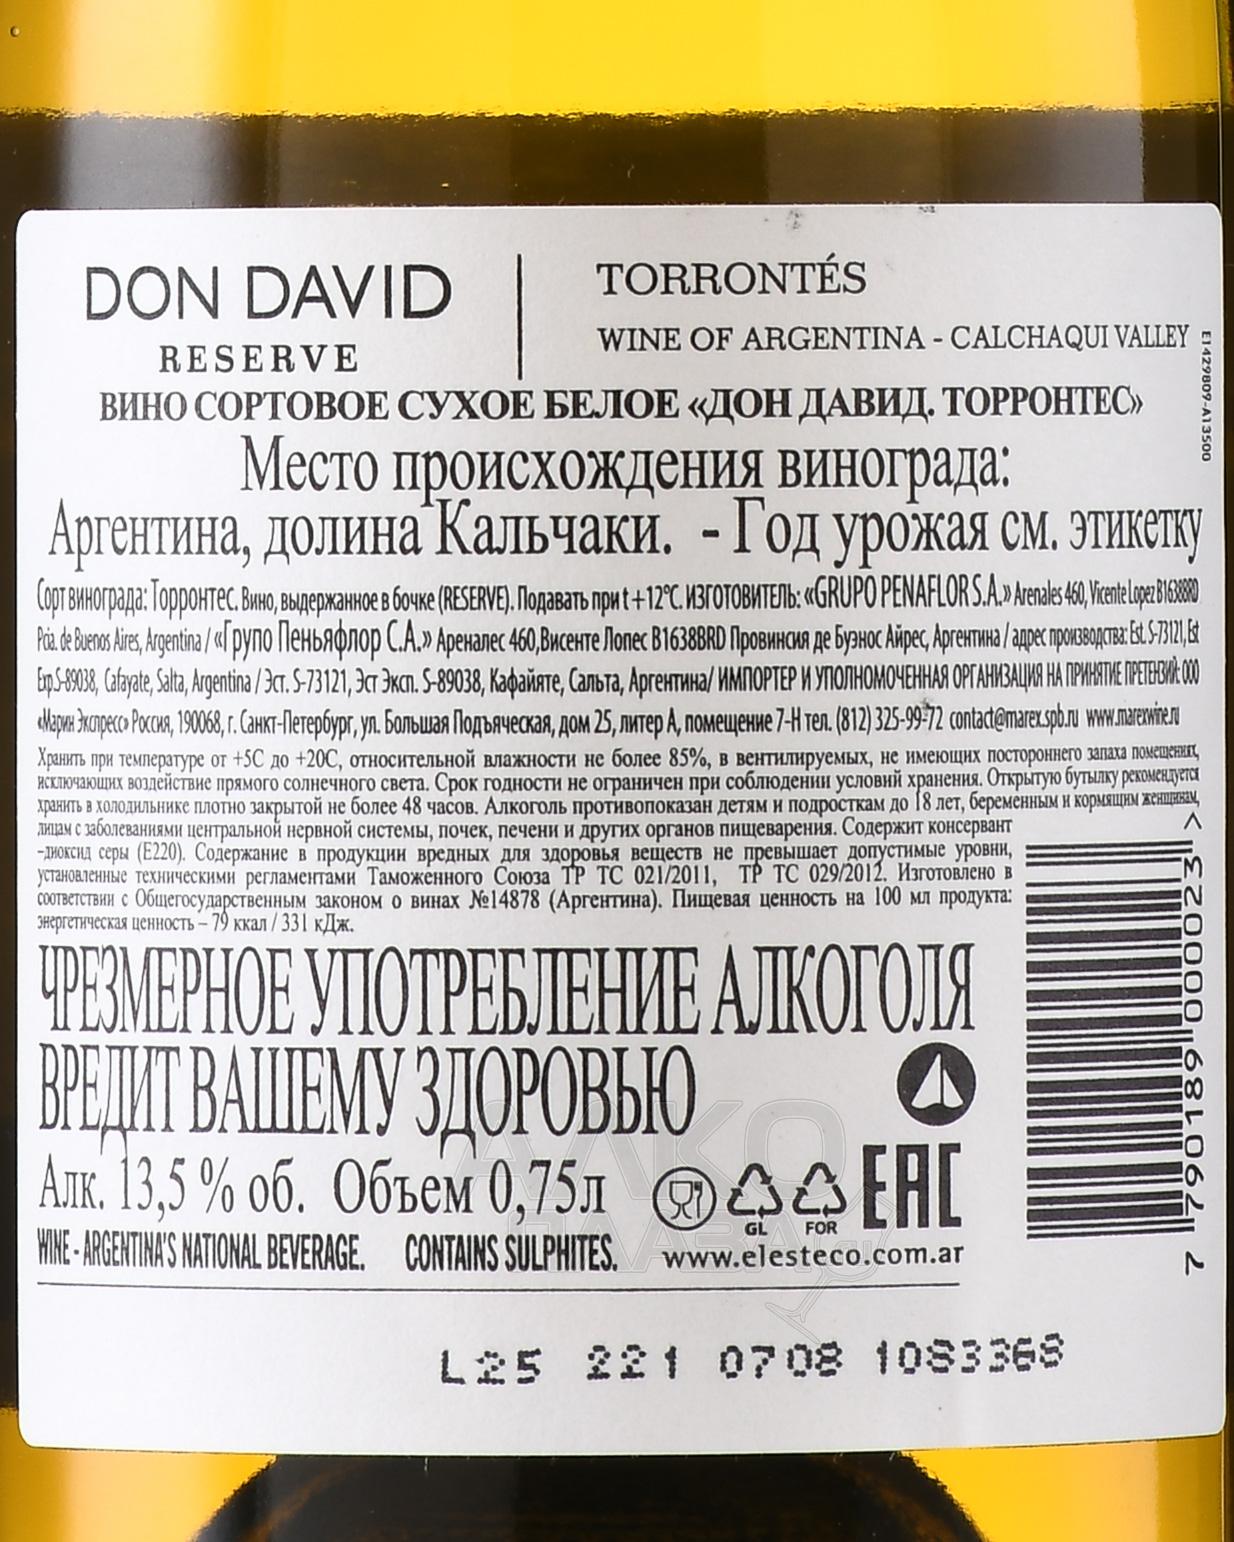 DON DAVID
RESERVE
TORRONTÉS
WINE OF ARGENTINA - CALCHAQUI VALLEY
E1429809-A13500
ВИНО СОРТОВОЕ СУХОЕ БЕЛОЕ «ДОН ДАВИД. ТОРРОНТЕС»
Место происхождения винограда:
Аргентина, долина Кальчаки. - Год урожая см. этикетку
Сорт винограда: Торронтес. Вино, выдержанное в бочке (RESERVE). Подавать при t +12°C. ИЗГОТОВИТЕЛЬ: «GRUPO PENAFLOR S.A.» Arenales 460, Vicente Lopez B1638BRD
Pcia. de Buenos Aires, Argentina / «Групо Пеньяфлор С.А.» Ареналес 460,Висенте Лопес B1638BRD Провинсия де Буэнос Айрес, Аргентина / адрес производства: Est. S-73121, Est
Exp.S-89038, Cafayate, Salta, Argentina / Эст. S-73121, Эст Эксп. S-89038, Кафайяте, Сальта, Аргентина/ ИМПОРТЕР И УПОЛНОМОЧЕННАЯ ОРГАНИЗАЦИЯ НА ПРИНЯТИЕ ПРЕТЕНЗИЙ: ООО
«Марин Экспресс» Россия, 190068, г. Санкт-Петербург, ул. Большая Подъяческая, дом 25, литер А, помещение 7-Н тел. (812) 325-99-72 contact@marex.spb.ru www.marexwine.ru
Хранить при температуре от +5С до +20С, относительной влажности не более 85%, в вентилируемых, не имеющих постороннего запаха помещениях,
исключающих воздействие прямого солнечного света. Срок годности не ограничен при соблюдении условий хранения. Открытую бутылку рекомендуется
хранить в холодильнике плотно закрытой не более 48 часов. Алкоголь противопоказан детям и подросткам до 18 лет, беременным и кормящим женщинам,
лицам с заболеваниями центральной нервной системы, почек, печени и других органов пищеварения. Содержит консервант
-диоксид серы (E220). Содержание в продукции вредных для здоровья веществ не превышает допустимые уровни,
установленные техническими регламентами Таможенного Союза ТР ТС 021/2011, ТР ТС 029/2012. Изготовлено в
соответствии с Общегосударственным законом о винах №14878 (Аргентина). Пищевая ценность на 100 мл продукта:
энергетическая ценность – 79 ккал / 331 кДж.
ЧРЕЗМЕРНОЕ УПОТРЕБЛЕНИЕ АЛКОГОЛЯ
ВРЕДИТ ВАШЕМУ ЗДОРОВЬЮ
Алк. 13,5 % об. Объем 0,75л
GL
FOR
EAC
WINE - ARGENTINA'S NATIONAL BEVERAGE. CONTAINS SULPHITES.
www.elesteco.com.ar
7 790189 000023 >
L25 221 0708 1083368
АЛКО
ПЛАЗА.RU